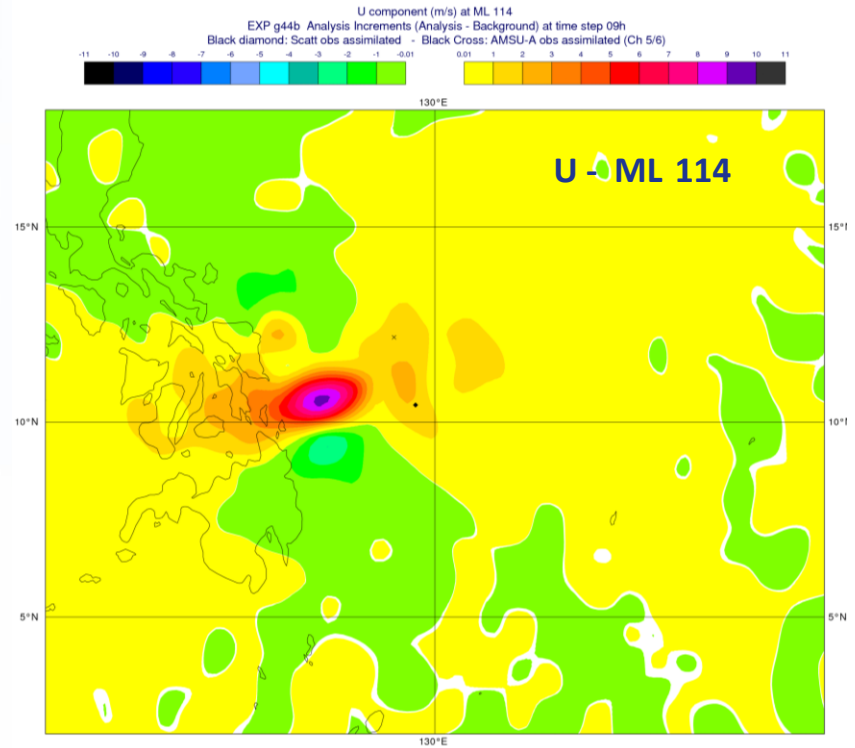 U component (m/s) at ML 114
EXP g44b Analysis Increments (Analysis - Background) at time step 09h
Black diamond: Scatt obs assimilated - Black Cross: AMSU-A obs assimilated (Ch 5/6)
-11 -10 -9 -8 -7 -6 -5 -4 -3 -2 -1 -0.01 0.01 1 2 3 4 5 6 7 8 9 10 11
130°E
U - ML 114
15°N 15°N
10°N 10°N
5°N 5°N
130°E